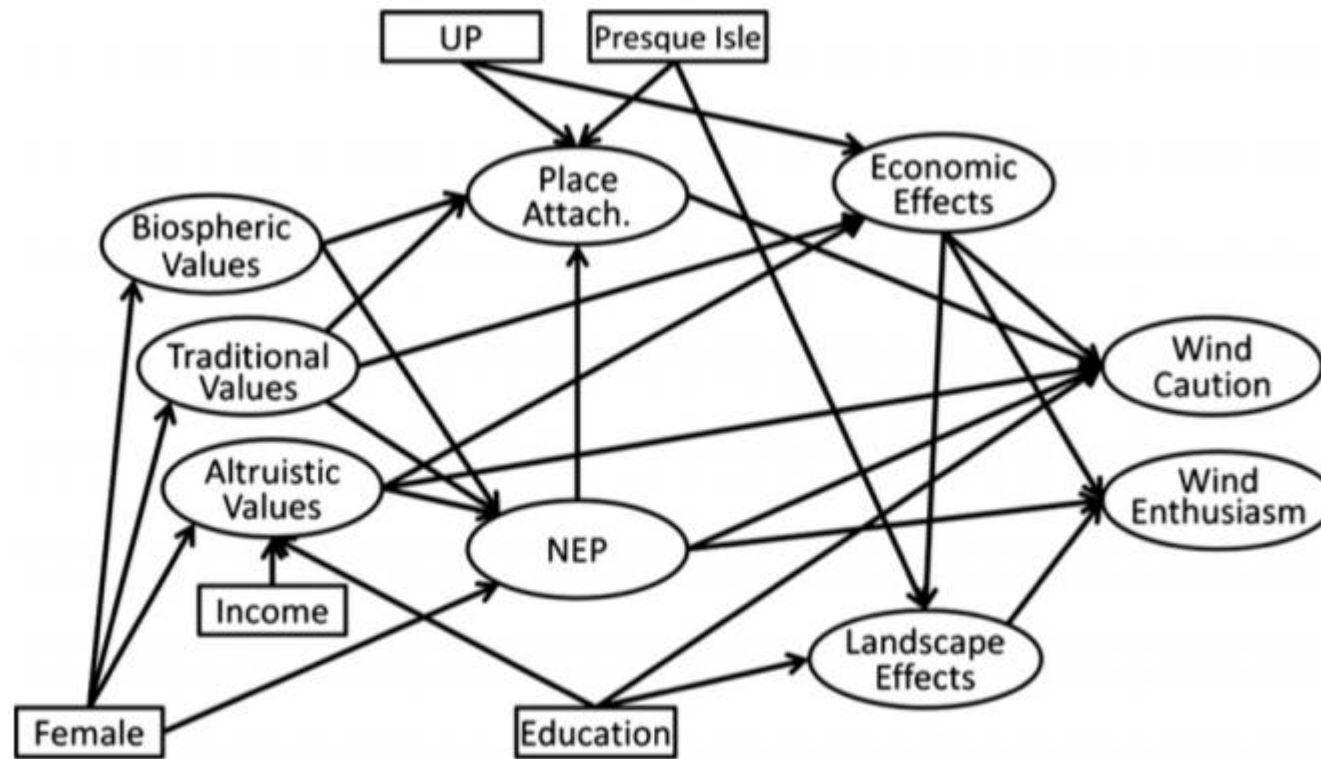 UP
Presque Isle
Place
Attach.
Economic
Effects
Biospheric
Values
Traditional
Values
Wind
Caution
Altruistic
Values
Wind
Enthusiasm
NEP
Income
Landscape
Effects
Female
Education